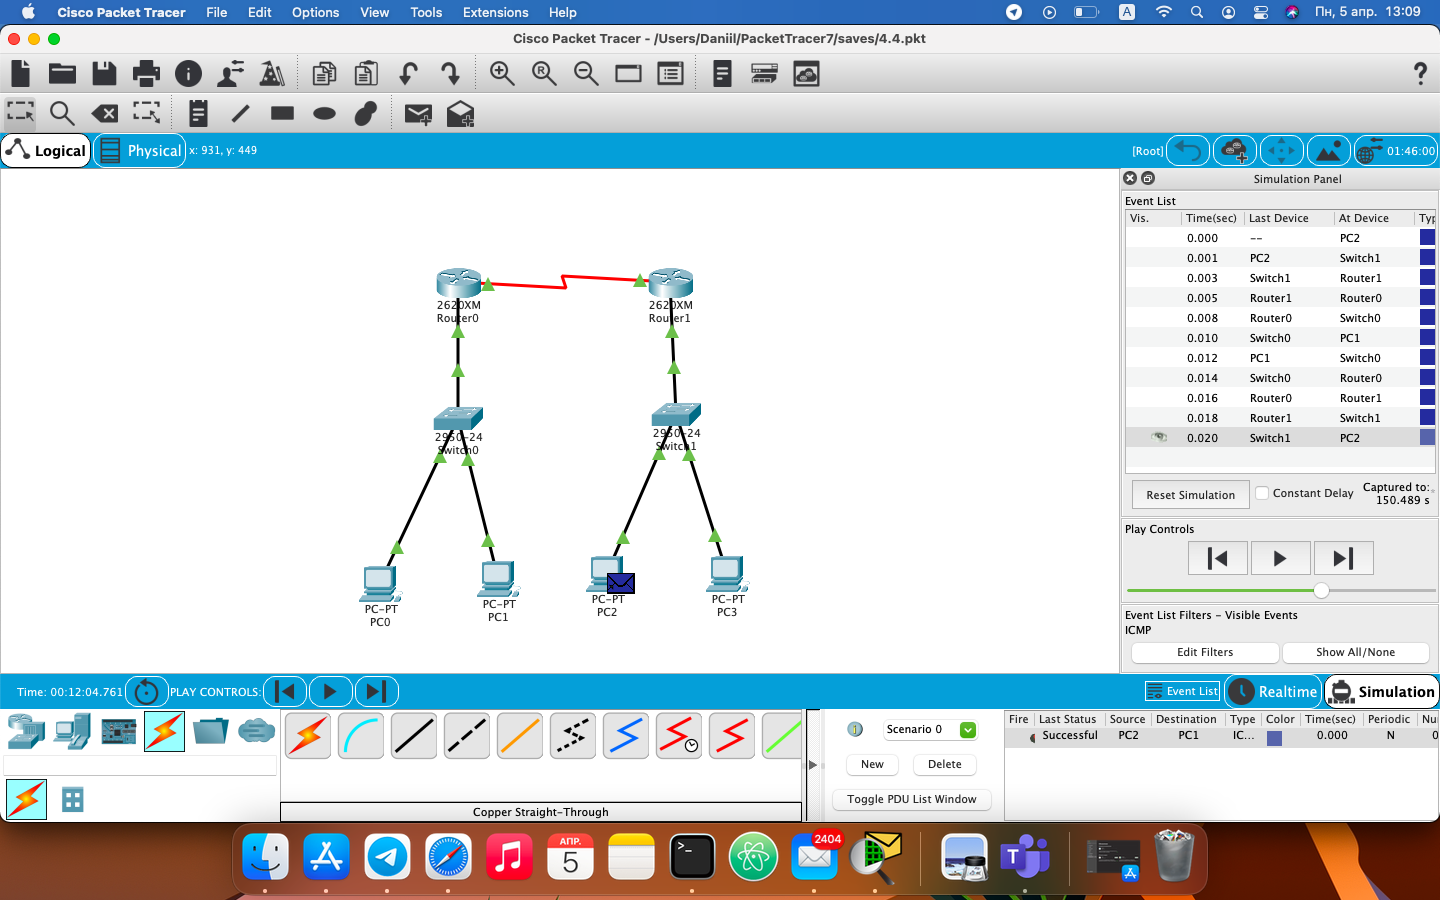 Cisco Packet Tracer File Edit Options View Tools Extensions Help A Пн, 5 апр. 13:09
Cisco Packet Tracer - /Users/Daniil/PacketTracer7/saves/4.4.pkt
Logical Physical x: 931, y: 449 [Root] 01:46:00
Simulation Panel
Event List
Vis. Time(sec) Last Device At Device Typ
0.000 -- PC2
0.001 PC2 Switch1
0.003 Switch1 Router1
0.005 Router1 Router0
0.008 Router0 Switch0
0.010 Switch0 PC1
0.012 PC1 Switch0
0.014 Switch0 Router0
0.016 Router0 Router1
0.018 Router1 Switch1
0.020 Switch1 PC2
Reset Simulation Constant Delay Captured to:
150.489 s
Play Controls
Event List Filters - Visible Events
ICMP
Edit Filters Show All/None
2620XM
Router0
2620XM
Router1
2950-24
Switch0
2950-24
Switch1
PC-PT
PC0
PC-PT
PC1
PC-PT
PC2
PC-PT
PC3
Time: 00:12:04.761 PLAY CONTROLS: Event List Realtime Simulation
Scenario 0
New Delete
Toggle PDU List Window
Fire Last Status Source Destination Type Color Time(sec) Periodic Nu
Successful PC2 PC1 IC... 0.000 N 0
Copper Straight-Through
АПР.
5
2404
>_
T